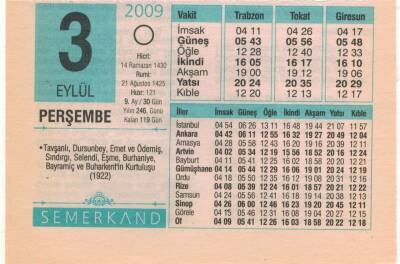 2009
3
EYLÜL
Hicri:
14 Ramazan 1430
Rumi:
21 Ağustos 1425
Hızır: 121
9. Ay / 30 Gün
Yılın 246. Günü
Kalan 119 Gün
PERŞEMBE
•Tavşanlı, Dursunbey, Emet ve Ödemiş,
Sındırgı, Selendi, Eşme, Burhaniye,
Bayramiç ve Buharkent'in Kurtuluşu
(1922)
SEMERKAND
Vakit Trabzon Tokat Giresun
İmsak 04 11 04 26 04 17
Güneş 05 43 05 56 05 48
Öğle 12 28 12 40 12 33
İkindi 16 05 16 17 16 10
Akşam 19 00 19 12 19 06
Yatsı 20 24 20 35 20 29
Kıble 12 20 12 13 12 17
İller İmsak Güneş Öğle İkindi Akşam Yatsı Kıble
İstanbul 04 54 06 26 13 11 16 48 19 44 21 07 11 57
Ankara 04 42 06 11 12 55 16 32 19 27 20 49 12 04
Amasya 04 28 05 58 12 43 16 20 19 16 20 39
Artvin 04 02 05 34 12 19 15 56 18 52 20 16 12 24
Bayburt 04 11 05 41 12 25 16 02 18 58 20 20
Gümüşhane 04 14 05 44 12 29 16 06 19 01 20 24 12 19
Ordu 04 18 05 50 12 35 16 12 19 08 20 31
Rize 04 08 05 39 12 24 16 01 18 57 20 21 12 22
Samsun 04 24 05 56 12 41 16 18 19 14 20 38
Sinop 04 26 06 00 12 46 16 23 19 20 20 45 12 08
Görele 04 15 05 46 12 31 16 08 19 04 20 27 12 15
Of 04 09 05 41 12 26 16 03 18 58 20 22 12 18